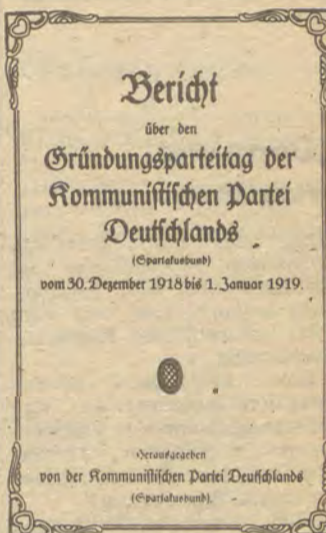 Bericht
über den
Gründungsparteitag der
Kommunistischen Partei
Deutschlands
(Spartakusbund)
vom 30. Dezember 1918 bis 1. Januar 1919.
Herausgegeben
von der Kommunistischen Partei Deutschlands
(Spartakusbund).